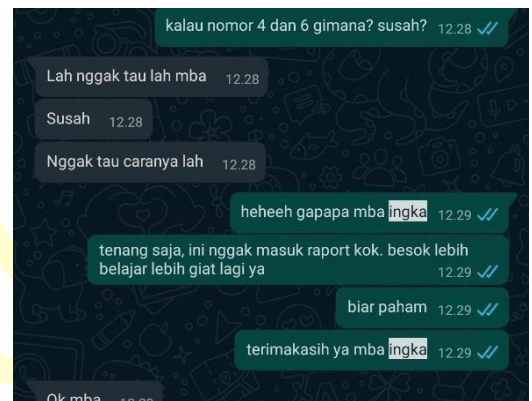 kalau nomor 4 dan 6 gimana? susah? 12.28
Lah nggak tau lah mba 12.28
Susah 12.28
Nggak tau caranya lah 12.28
heheeh gapapa mba ingka 12.29
tenang saja, ini nggak masuk raport kok. besok lebih
belajar lebih giat lagi ya 12.29
biar paham 12.29
terimakasih ya mba ingka 12.29
Ok mba